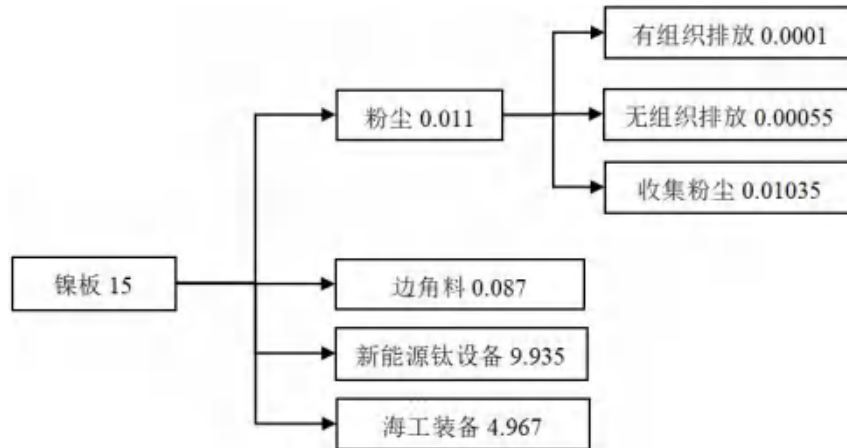 有组织排放 0.0001
粉尘 0.011
无组织排放 0.00055
收集粉尘 0.01035
镍板 15
边角料 0.087
新能源钛设备 9.935
海工装备 4.967